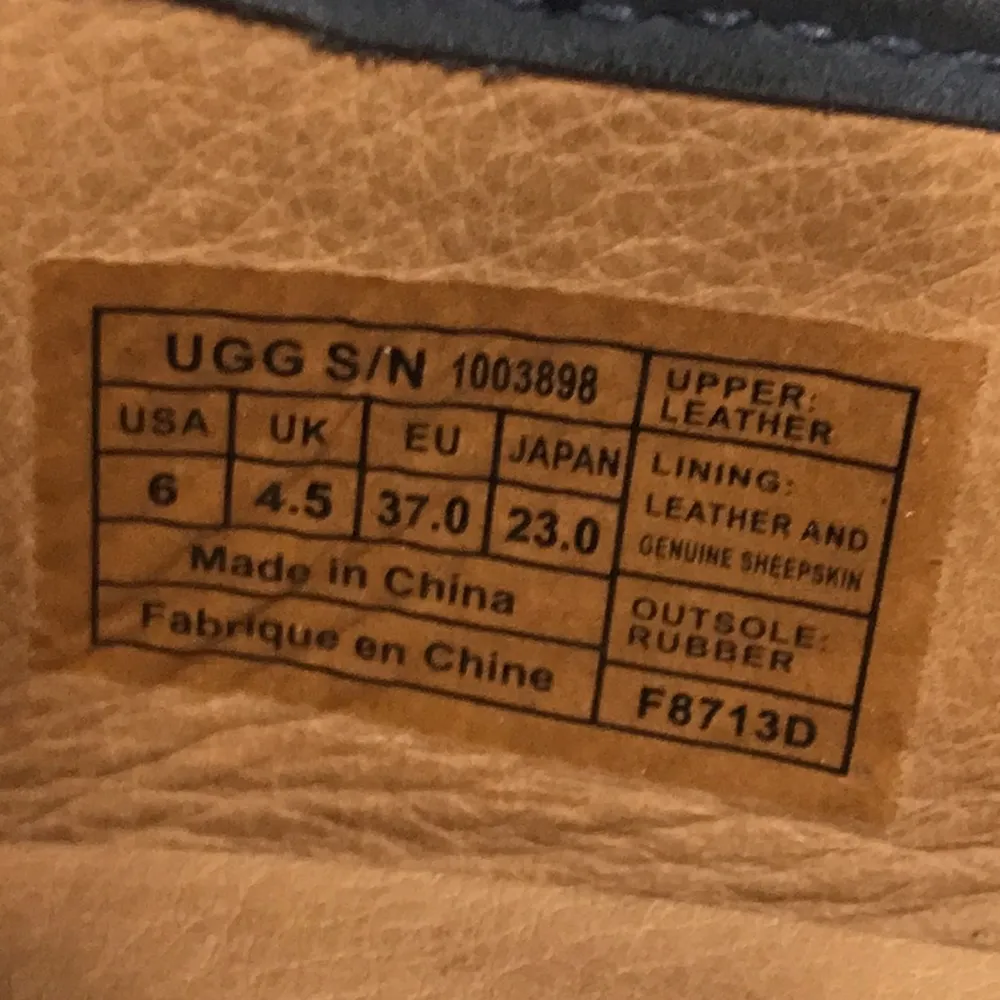 UGG S/N 1003898
USA UK EU JAPAN
6 4.5 37.0 23.0
Made in China
Fabrique en Chine
UPPER:
LEATHER
LINING:
LEATHER AND
GENUINE SHEEPSKIN
OUTSOLE:
RUBBER
F8713D